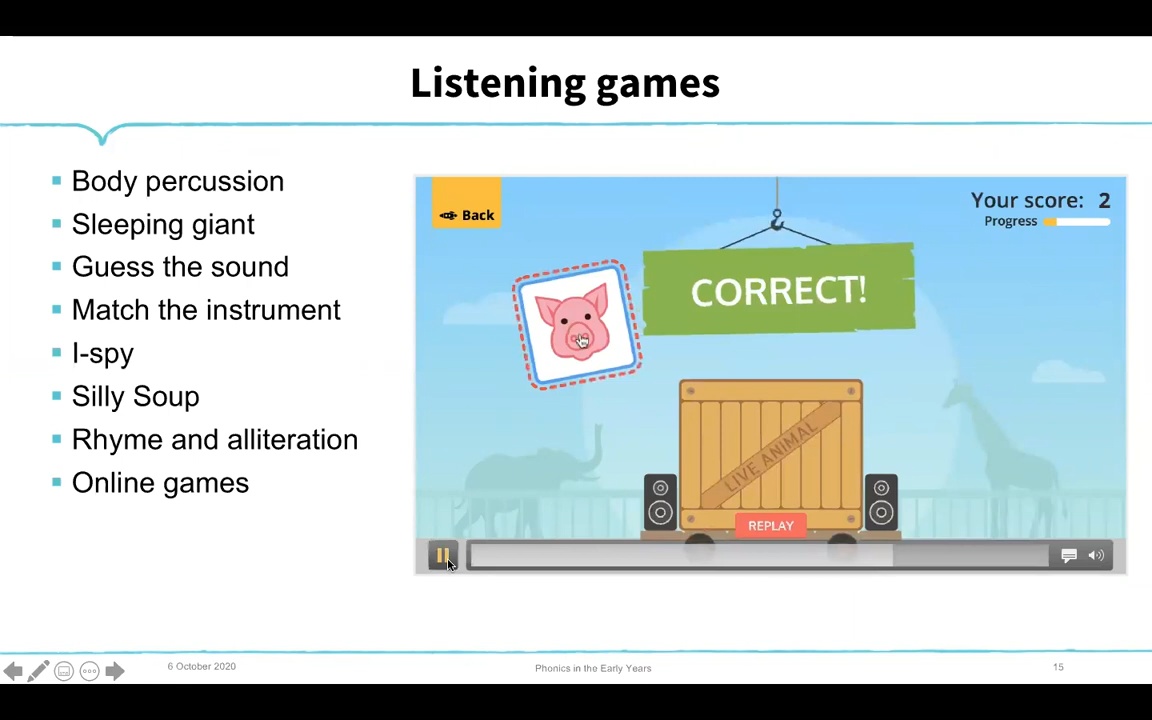 Listening games
Body percussion
Sleeping giant
Guess the sound
Match the instrument
I-spy
Silly Soup
Rhyme and alliteration
Online games
Back
Your score: 2
Progress
CORRECT!
LIVE ANIMAL
REPLAY
6 October 2020
Phonics in the Early Years
15